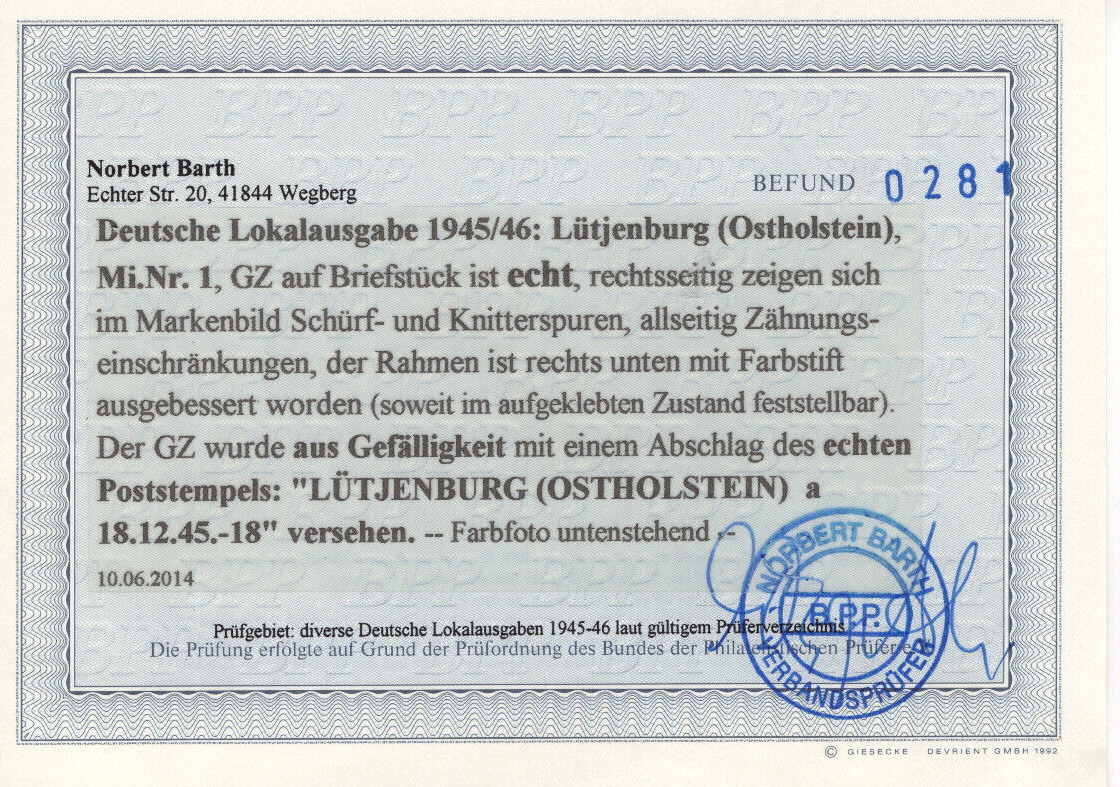 Norbert Barth
Echter Str. 20, 41844 Wegberg
BEFUND 0281
Deutsche Lokalausgabe 1945/46: Lütjenburg (Ostholstein),
Mi.Nr. 1, GZ auf Briefstück ist echt, rechtsseitig zeigen sich
im Markenbild Schürf- und Knitterspuren, allseitig Zähnungs-
einschränkungen, der Rahmen ist rechts unten mit Farbstift
ausgebessert worden (soweit im aufgeklebten Zustand feststellbar).
Der GZ wurde aus Gefälligkeit mit einem Abschlag des echten
Poststempels: "LÜTJENBURG (OSTHOLSTEIN) a
18.12.45.-18" versehen. -- Farbfoto untenstehend --
10.06.2014
NORBERT BARTH
B.P.P.
VERBANDSPRÜFER
Prüfgebiet: diverse Deutsche Lokalausgaben 1945-46 laut gültigem Prüferverzeichnis
Die Prüfung erfolgte auf Grund der Prüfordnung des Bundes der Philatelistischen Prüfer e
© GIESECKE DEVRIENT GMBH 1992